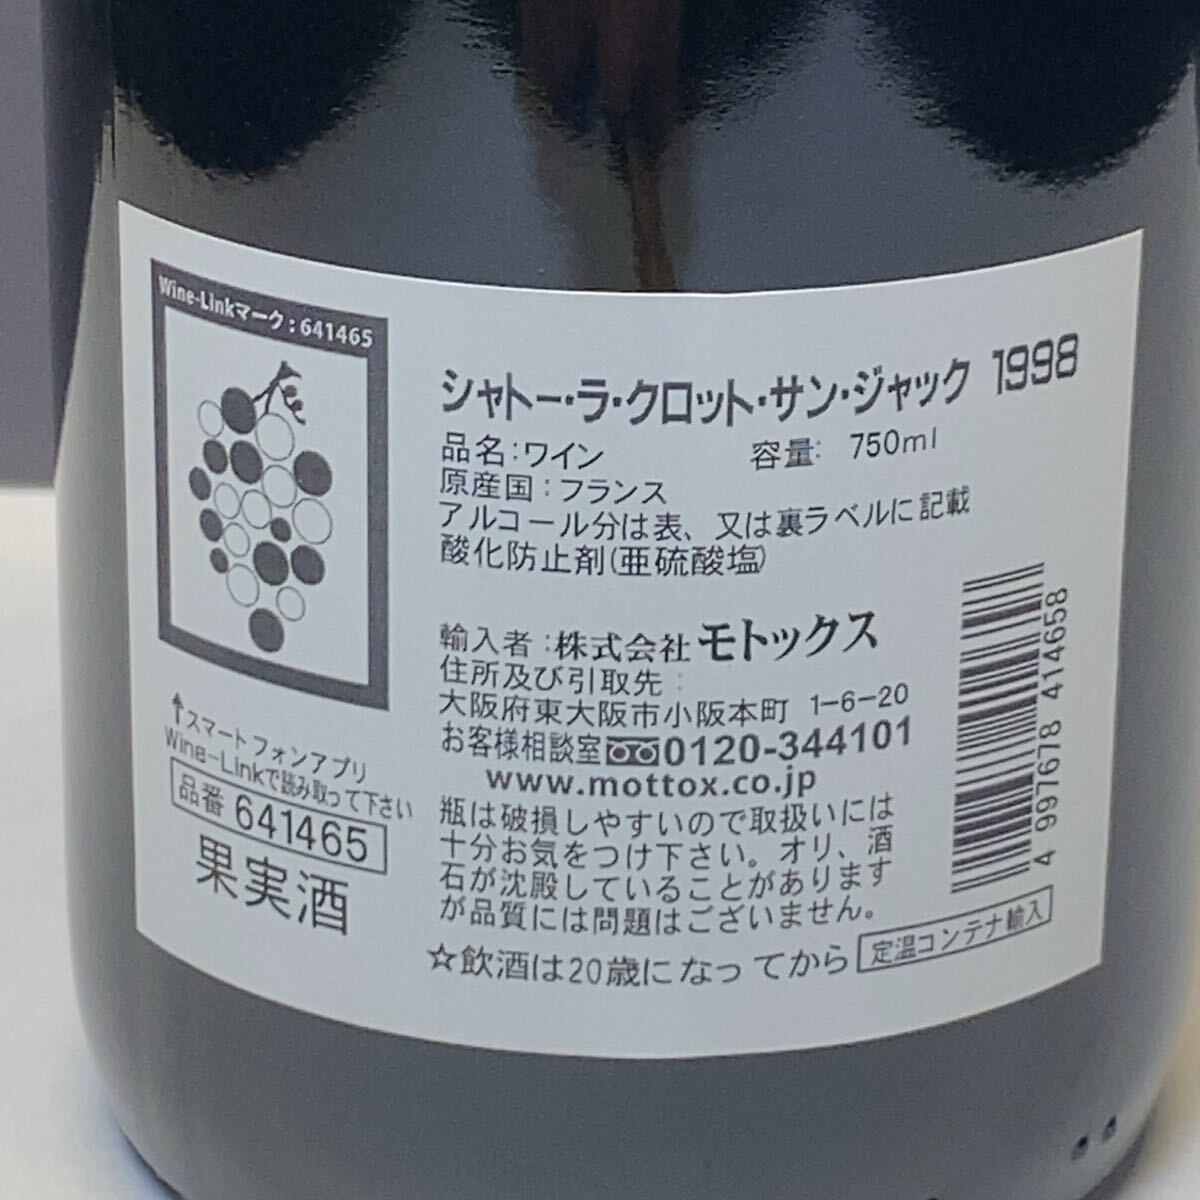 Wine-Linkマーク:641465
↑スマートフォンアプリ
Wine-Linkで読み取って下さい
品番 641465
果実酒
シャトー・ラ・クロット・サン・ジャック 1998
品名:ワイン 容量: 750ml
原産国:フランス
アルコール分は表、又は裏ラベルに記載
酸化防止剤(亜硫酸塩)
輸入者:株式会社 モトックス
住所及び引取先:
大阪府東大阪市小阪本町 1-6-20
お客様相談室 0120-344101
www.mottox.co.jp
瓶は破損しやすいので取扱いには
十分お気をつけ下さい。オリ、酒
石が沈殿していることがあります
が品質には問題はございません。
☆飲酒は20歳になってから 定温コンテナ輸入
4 997678 414658